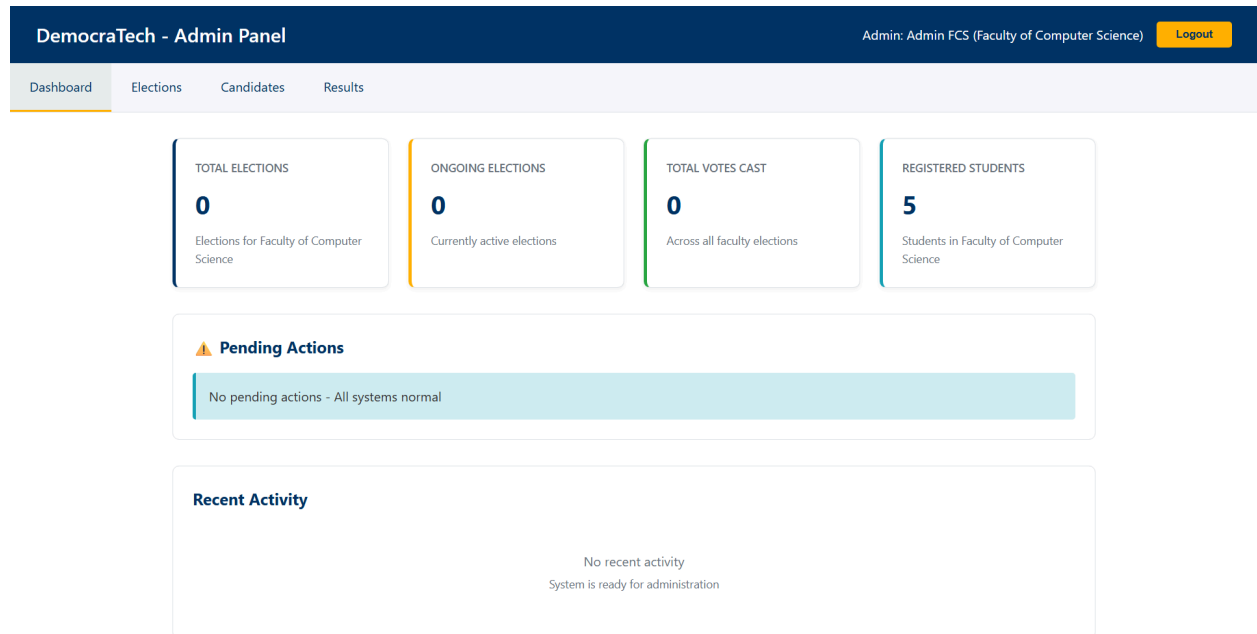 DemocraTech - Admin Panel
Admin: Admin FCS (Faculty of Computer Science)
Logout
Dashboard
Elections
Candidates
Results
TOTAL ELECTIONS
0
Elections for Faculty of Computer
Science
ONGOING ELECTIONS
0
Currently active elections
TOTAL VOTES CAST
0
Across all faculty elections
REGISTERED STUDENTS
5
Students in Faculty of Computer
Science
Pending Actions
No pending actions - All systems normal
Recent Activity
No recent activity
System is ready for administration